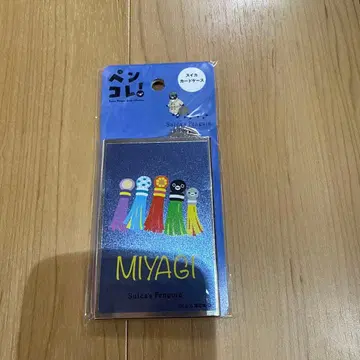 ペン
コレ!
スイカ
カードケース
Suica's Penguin
MIYAGI
Suica's Penguin